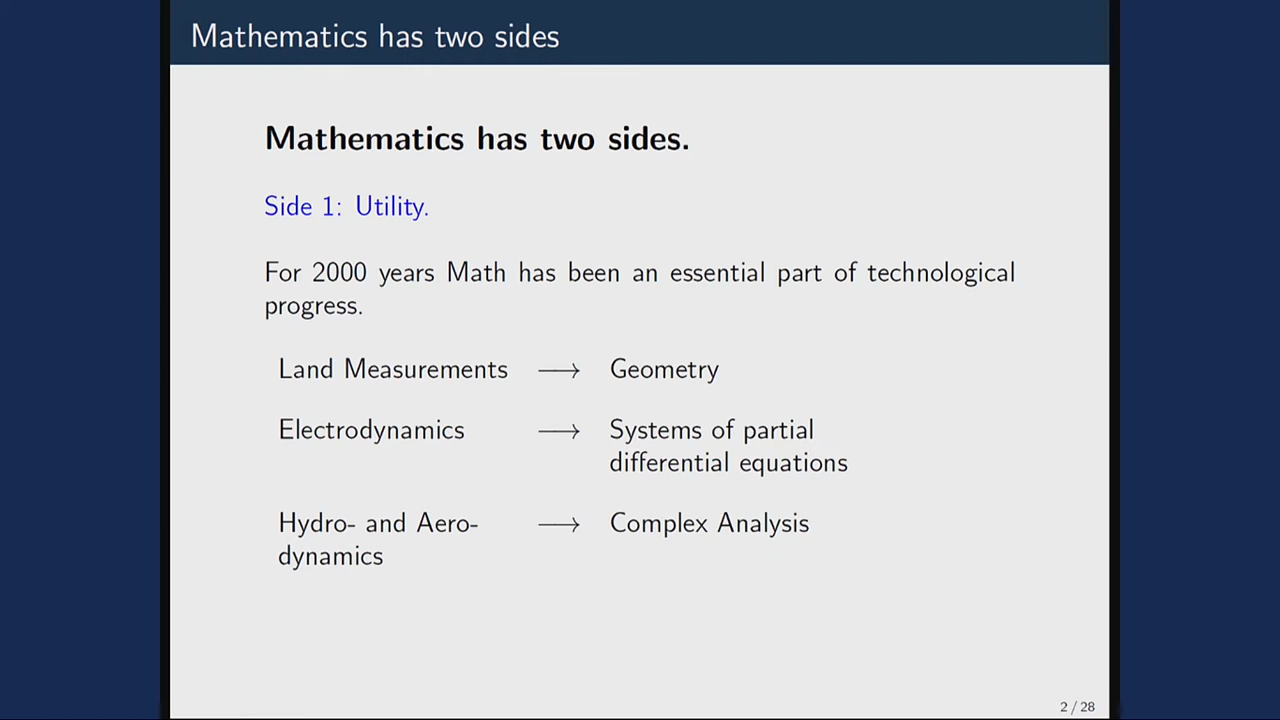 Mathematics has two sides
Mathematics has two sides.
Side 1: Utility.
For 2000 years Math has been an essential part of technological
progress.
Land Measurements ⟶ Geometry
Electrodynamics ⟶ Systems of partial
differential equations
Hydro- and Aero- ⟶ Complex Analysis
dynamics
2 / 28